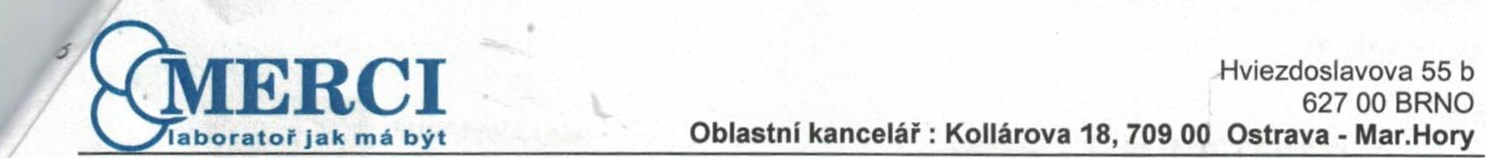 MERCI
laboratoř jak má být
Hviezdoslavova 55 b
627 00 BRNO
Oblastní kancelář : Kollárova 18, 709 00 Ostrava - Mar.Hory